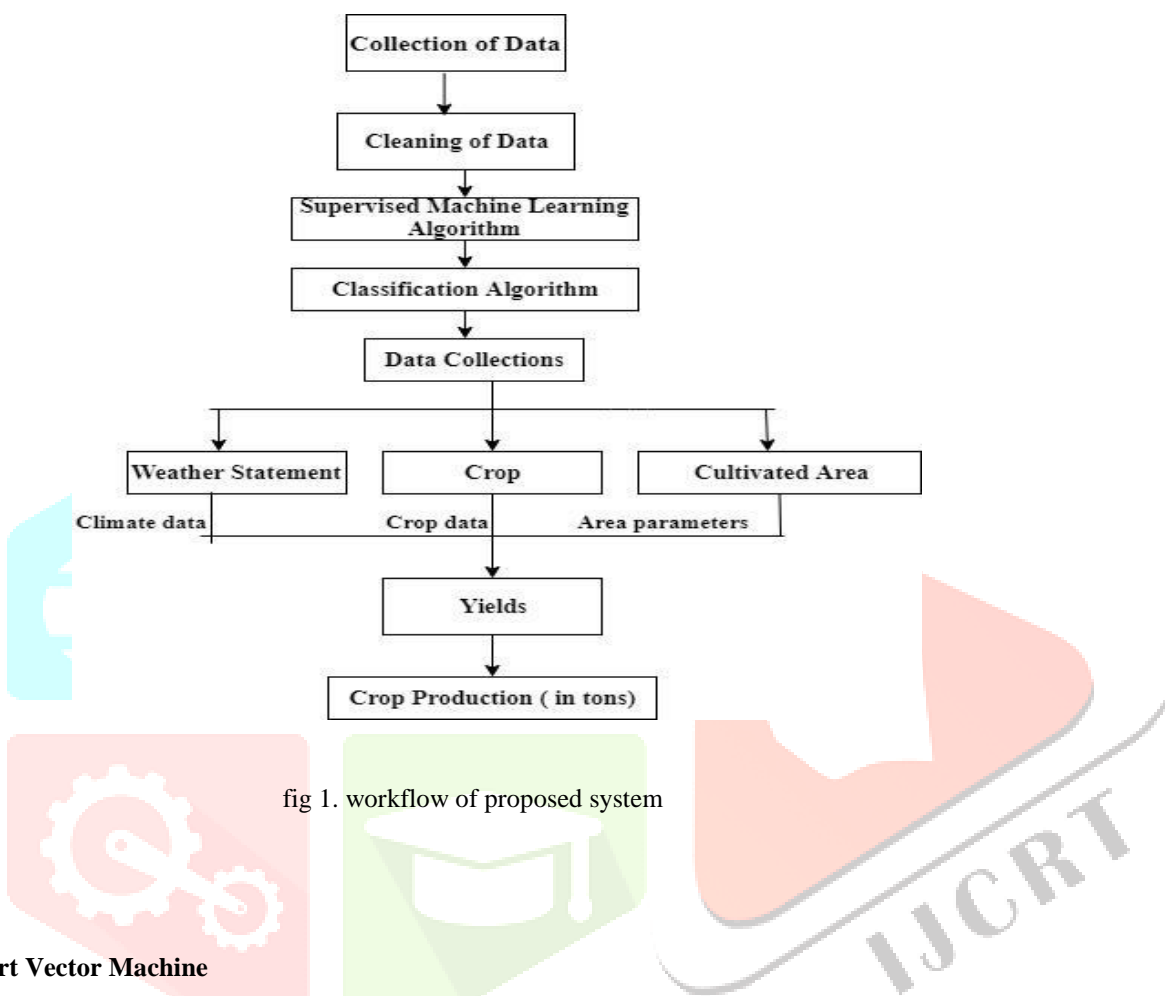 Collection of Data
Cleaning of Data
Supervised Machine Learning
Algorithm
Classification Algorithm
Data Collections
Weather Statement
Crop
Cultivated Area
Climate data
Crop data
Area parameters
Yields
Crop Production ( in tons)
fig 1. workflow of proposed system
IJCRT
rt Vector Machine